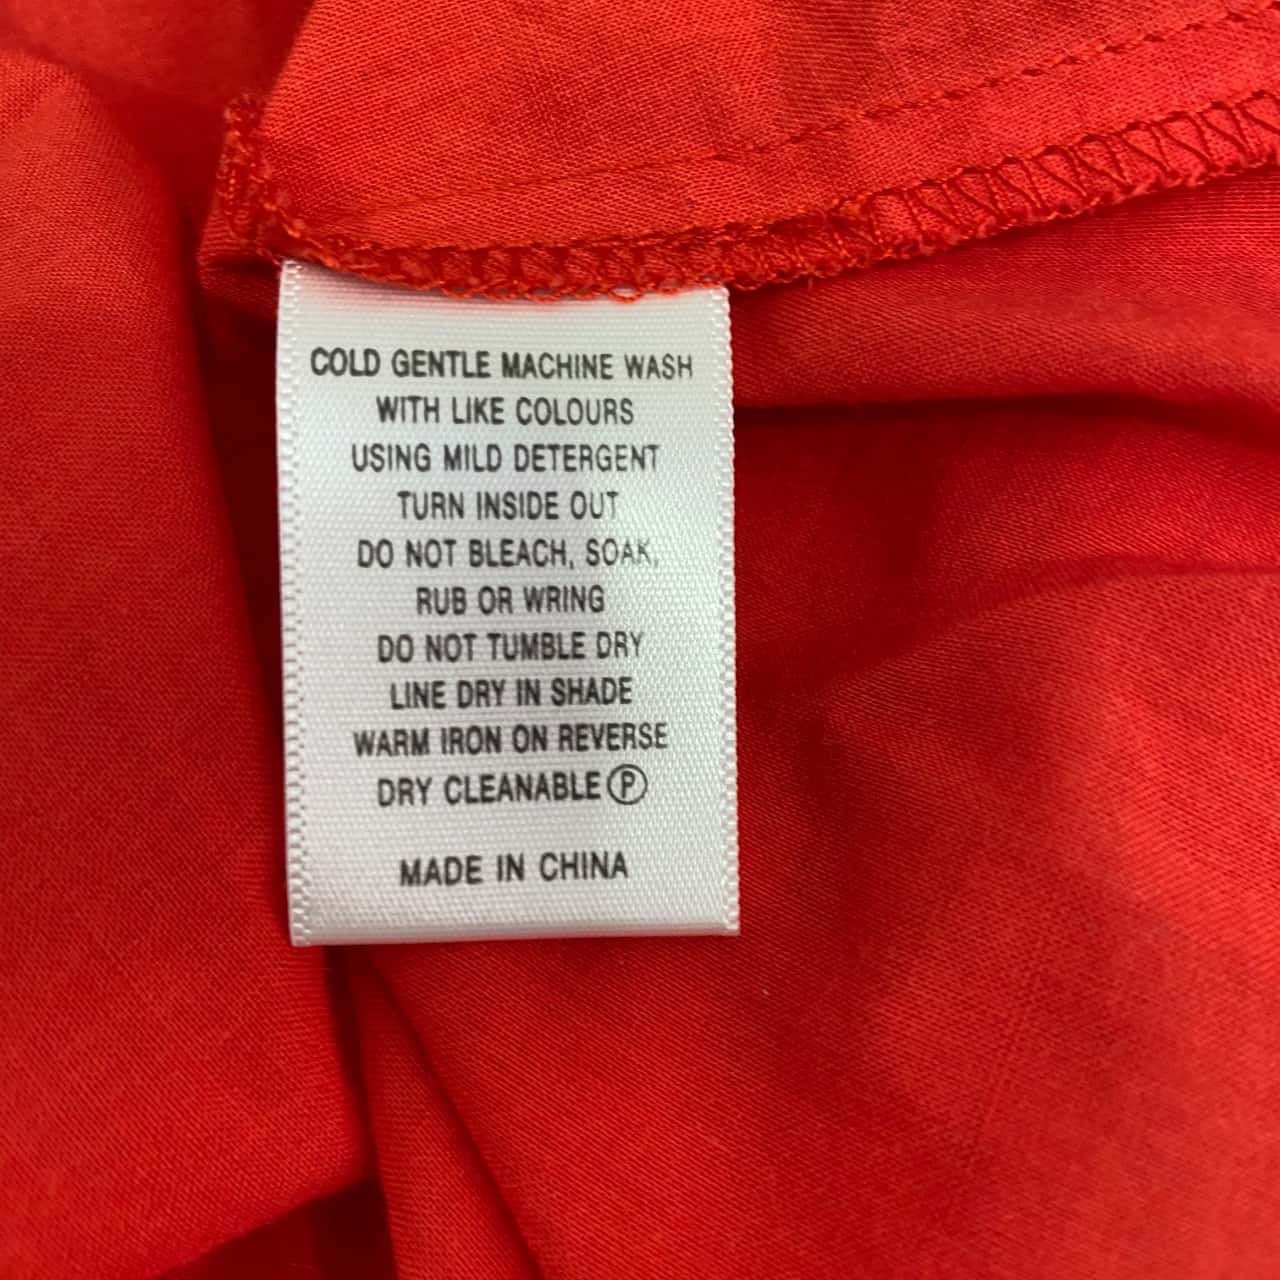 COLD GENTLE MACHINE WASH
WITH LIKE COLOURS
USING MILD DETERGENT
TURN INSIDE OUT
DO NOT BLEACH, SOAK,
RUB OR WRING
DO NOT TUMBLE DRY
LINE DRY IN SHADE
WARM IRON ON REVERSE
DRY CLEANABLE Ⓟ
MADE IN CHINA